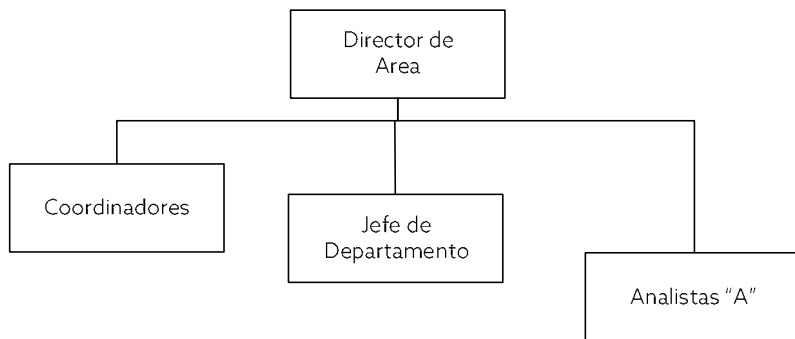 Director de
Area
Coordinadores
Jefe de
Departamento
Analistas “A”